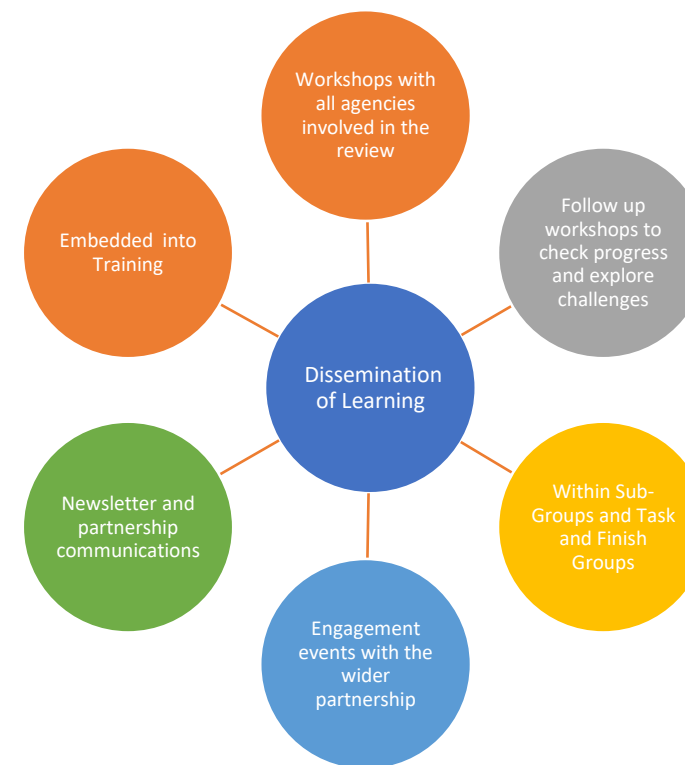 Workshops with
all agencies
involved in the
review
Follow up
workshops to
check progress
and explore
challenges
Embedded into
Training
Dissemination
of Learning
Within Sub-
Groups and Task
and Finish
Groups
Newsletter and
partnership
communications
Engagement
events with the
wider
partnership